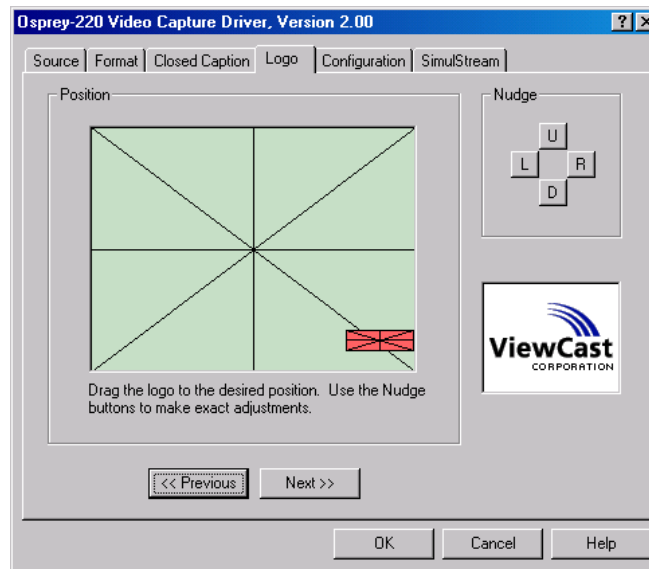 Osprey-220 Video Capture Driver, Version 2.00
Source Format Closed Caption Logo Configuration SimulStream
Position
Nudge
U
L R
D
ViewCast
CORPORATION
Drag the logo to the desired position. Use the Nudge
buttons to make exact adjustments.
<< Previous Next >>
OK Cancel Help